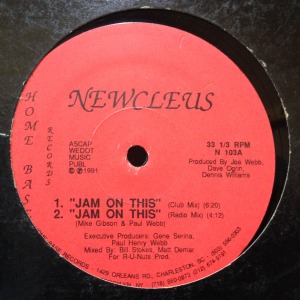 HOME BASE
RECORDS
NEWCLEUS
ASCAP
WEDOT
MUSIC
PUBL.
℗ 1991
33 1/3 RPM
N 103A
Produced By Joe Webb,
Dave Ogrin,
Dennis Williams
1. "JAM ON THIS" (Club Mix) (6:20)
2. "JAM ON THIS" (Radio Mix) (4:12)
(Mike Gibson & Paul Webb)
Executive Producers: Gene Serina,
Paul Henry Webb
Mixed By: Bill Stokes, Matt Demar
For R-U-Nuts Prod.
RECORDS 1429 ORLEANS RD., CHARLESTON, SC